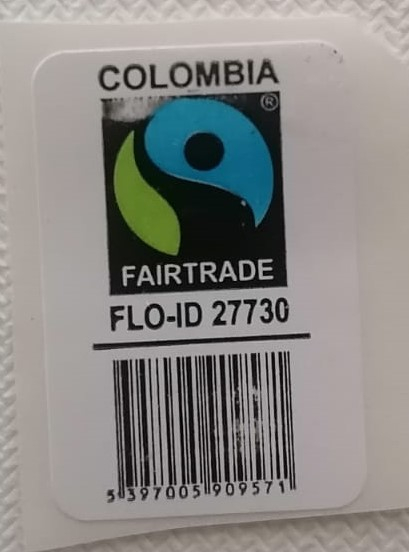 COLOMBIA
®
FAIRTRADE
FLO-ID 27730
5 397005 909571